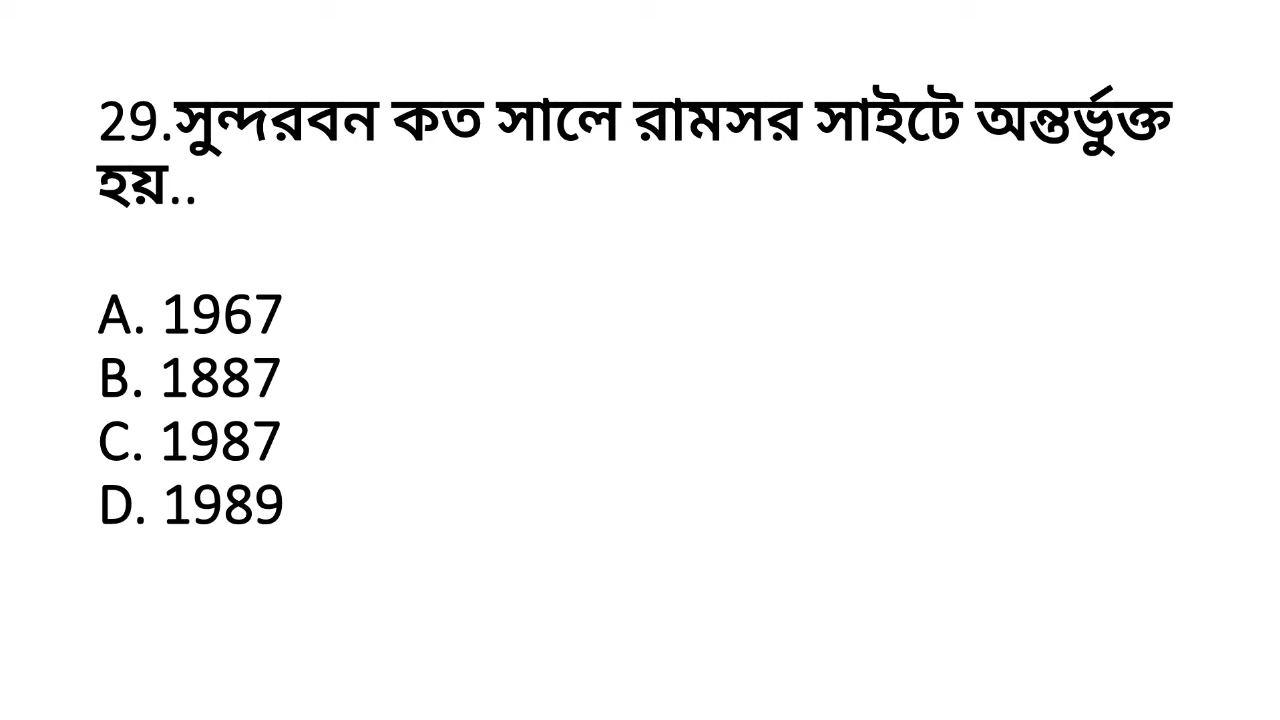 29.সুন্দরবন কত সালে রামসর সাইটে অন্তর্ভুক্ত
হয়..
A. 1967
B. 1887
C. 1987
D. 1989